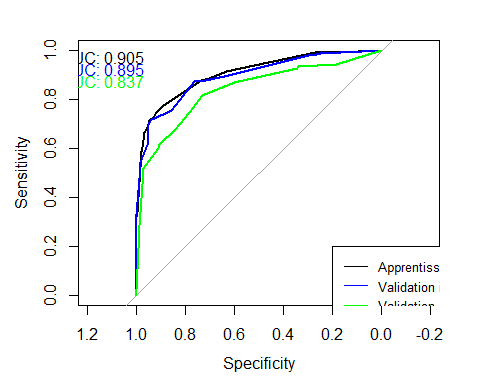 JC: 0.905
JC: 0.895
JC: 0.837
Sensitivity
1.0
0.8
0.6
0.4
0.2
0.0
Apprentiss
Validation
Validation
1.2 1.0 0.8 0.6 0.4 0.2 0.0 -0.2
Specificity